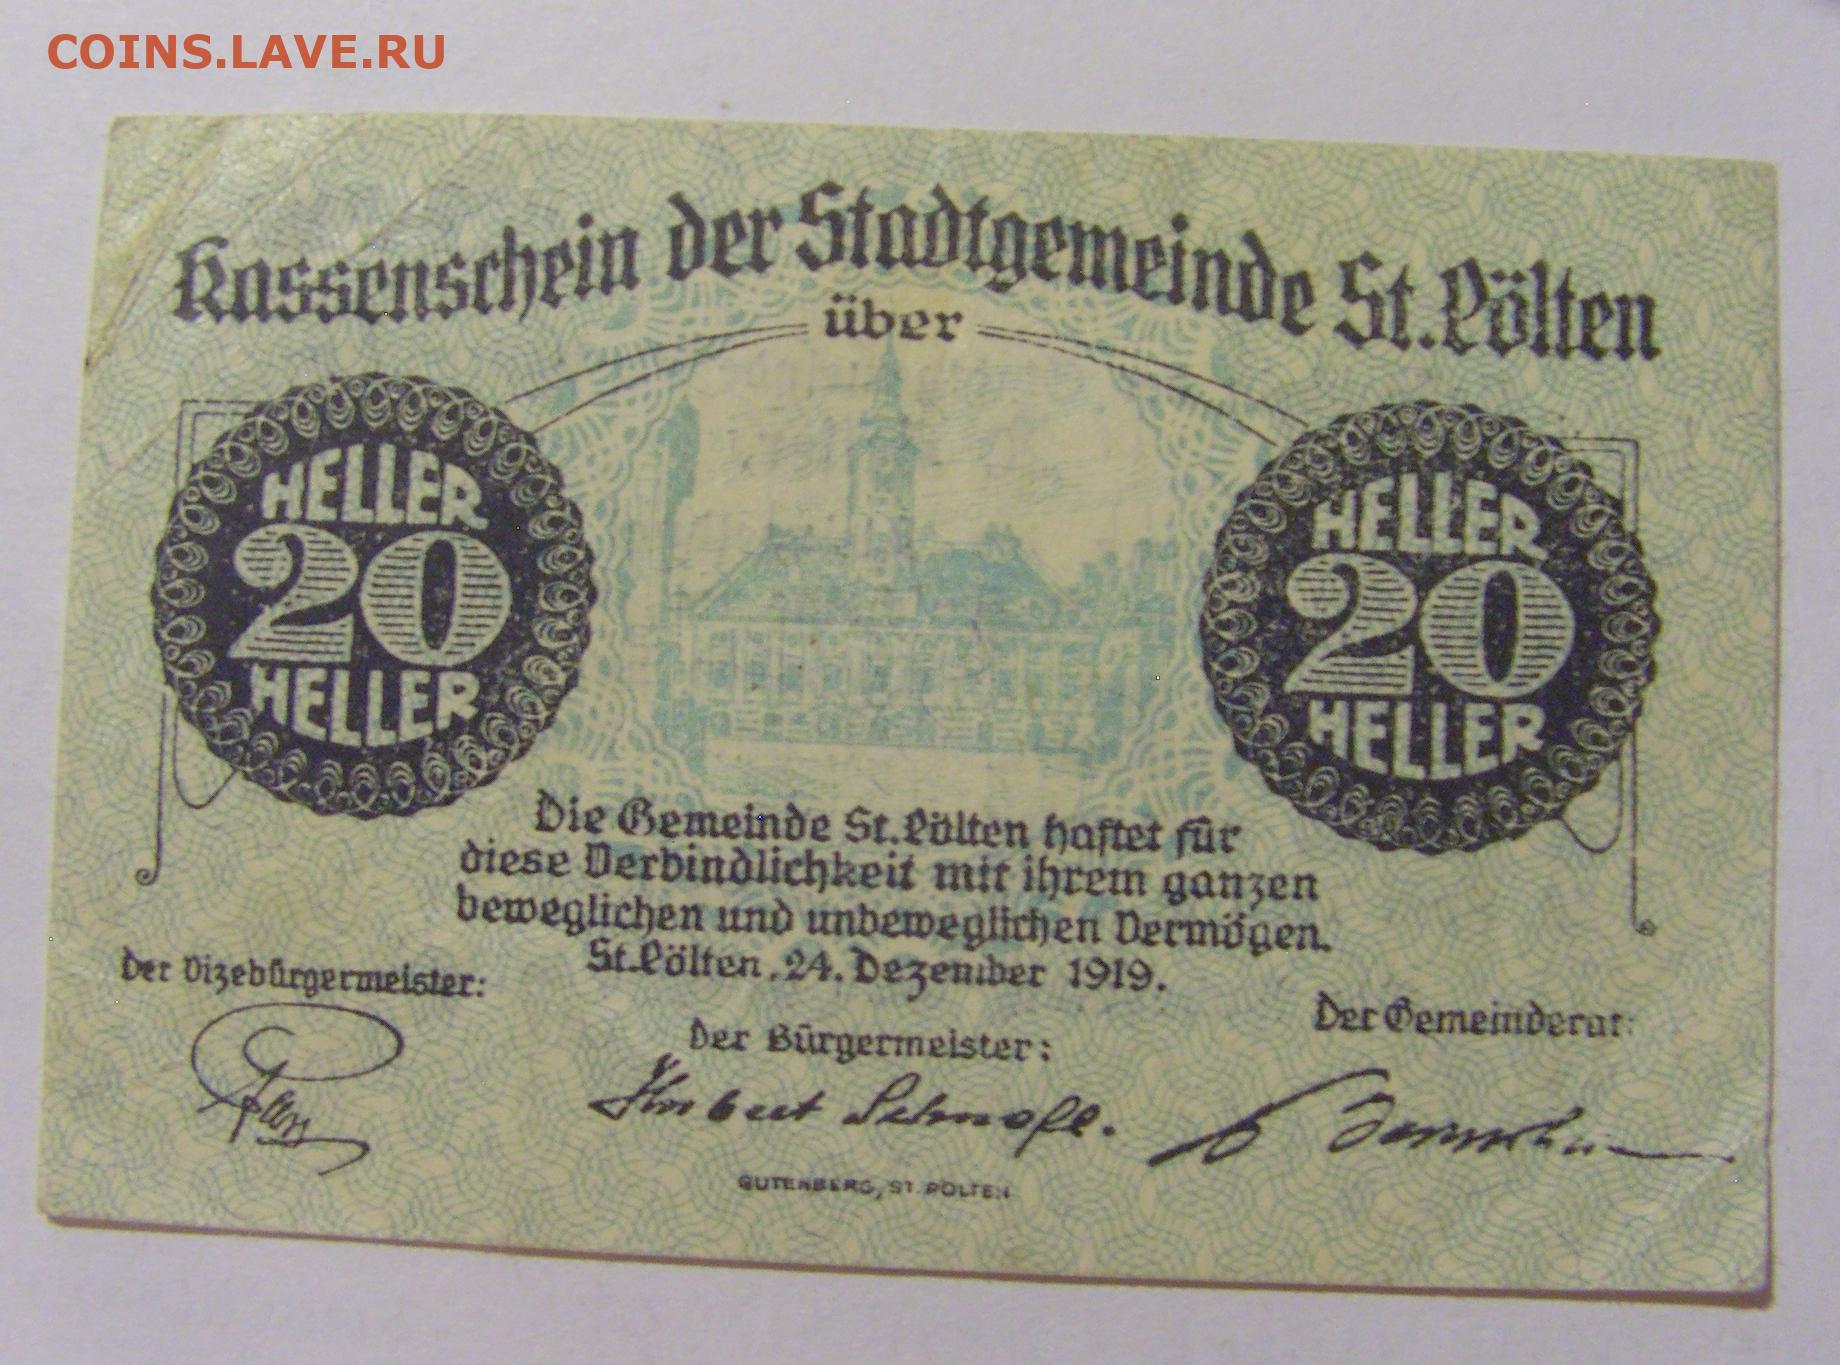 COINS.LAVE.RU
Kassenschein der Stadtgemeinde St. Pölten
über
HELLER
20
HELLER
HELLER
20
HELLER
Die Gemeinde St. Pölten haftet für
diese Verbindlichkeit mit ihrem ganzen
beweglichen und unbeweglichen Vermögen.
St. Pölten, 24. Dezember 1919.
Der Vizebürgermeister:
Der Bürgermeister:
Der Gemeinderat:
Hubert Schnofl.
GUTENBERG, ST. PÖLTEN